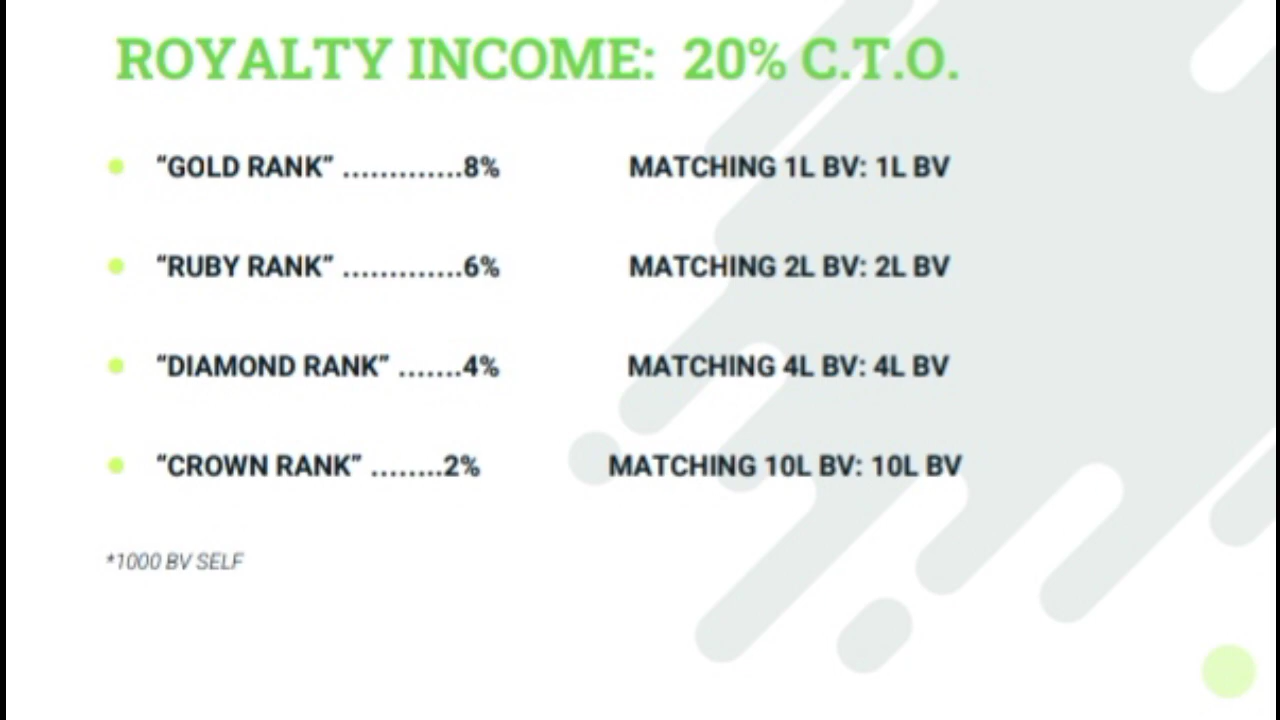 ROYALTY INCOME: 20% C.T.O.
“GOLD RANK” .............8% MATCHING 1L BV: 1L BV
“RUBY RANK” .............6% MATCHING 2L BV: 2L BV
“DIAMOND RANK” .......4% MATCHING 4L BV: 4L BV
“CROWN RANK” ........2% MATCHING 10L BV: 10L BV
*1000 BV SELF